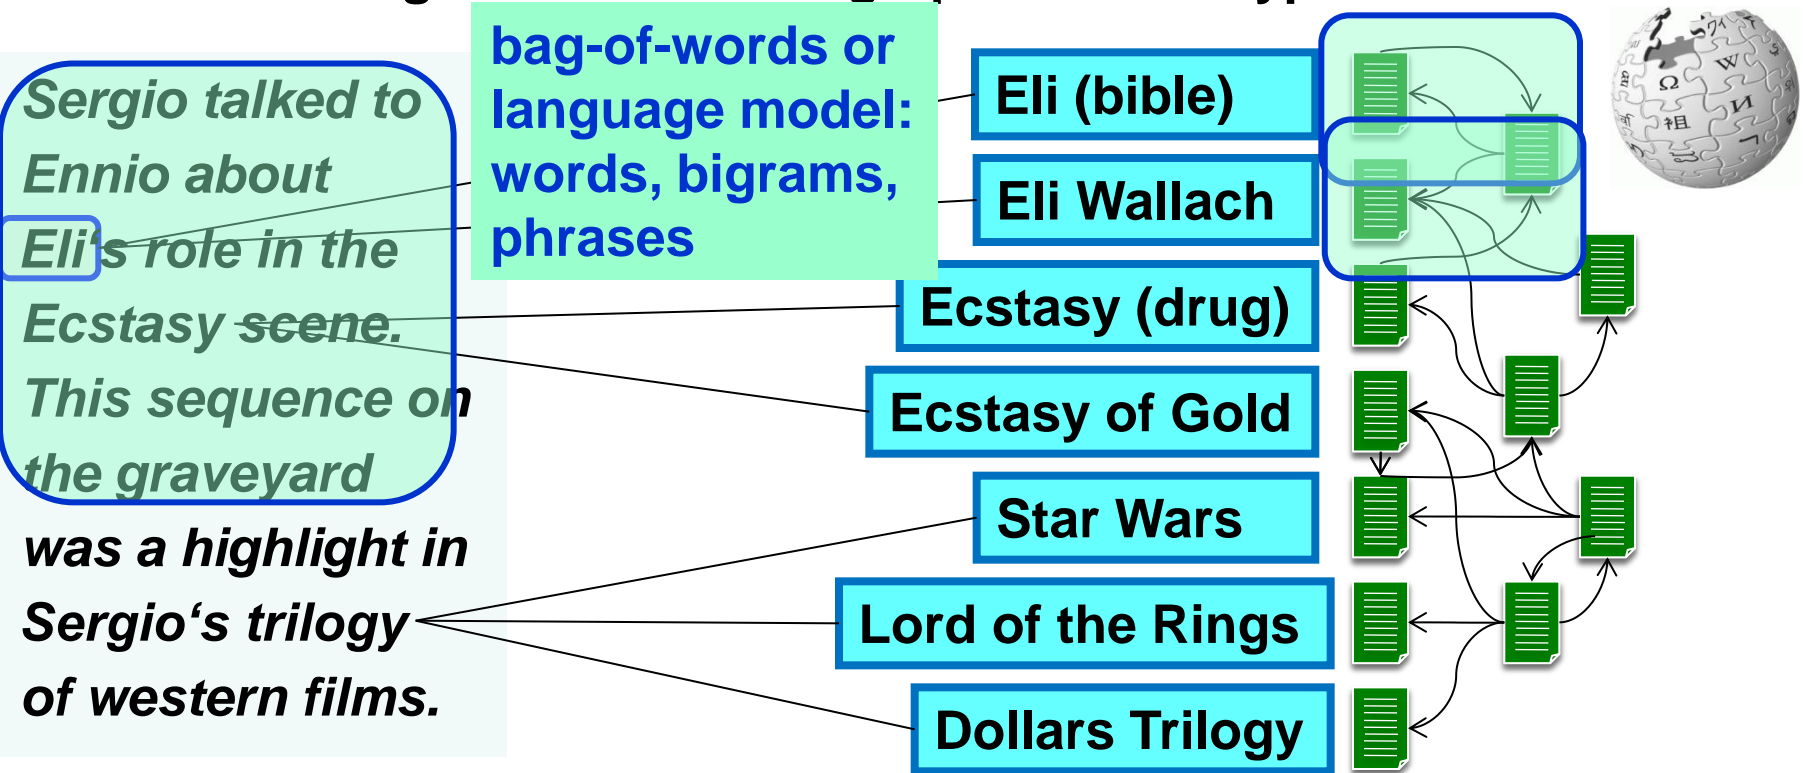 bag-of-words or
language model:
words, bigrams,
phrases
Sergio talked to
Ennio about
Eli‘s role in the
Ecstasy scene.
This sequence on
the graveyard
was a highlight in
Sergio‘s trilogy
of western films.
Eli (bible)
Eli Wallach
Ecstasy (drug)
Ecstasy of Gold
Star Wars
Lord of the Rings
Dollars Trilogy
Ω
W
И
祖